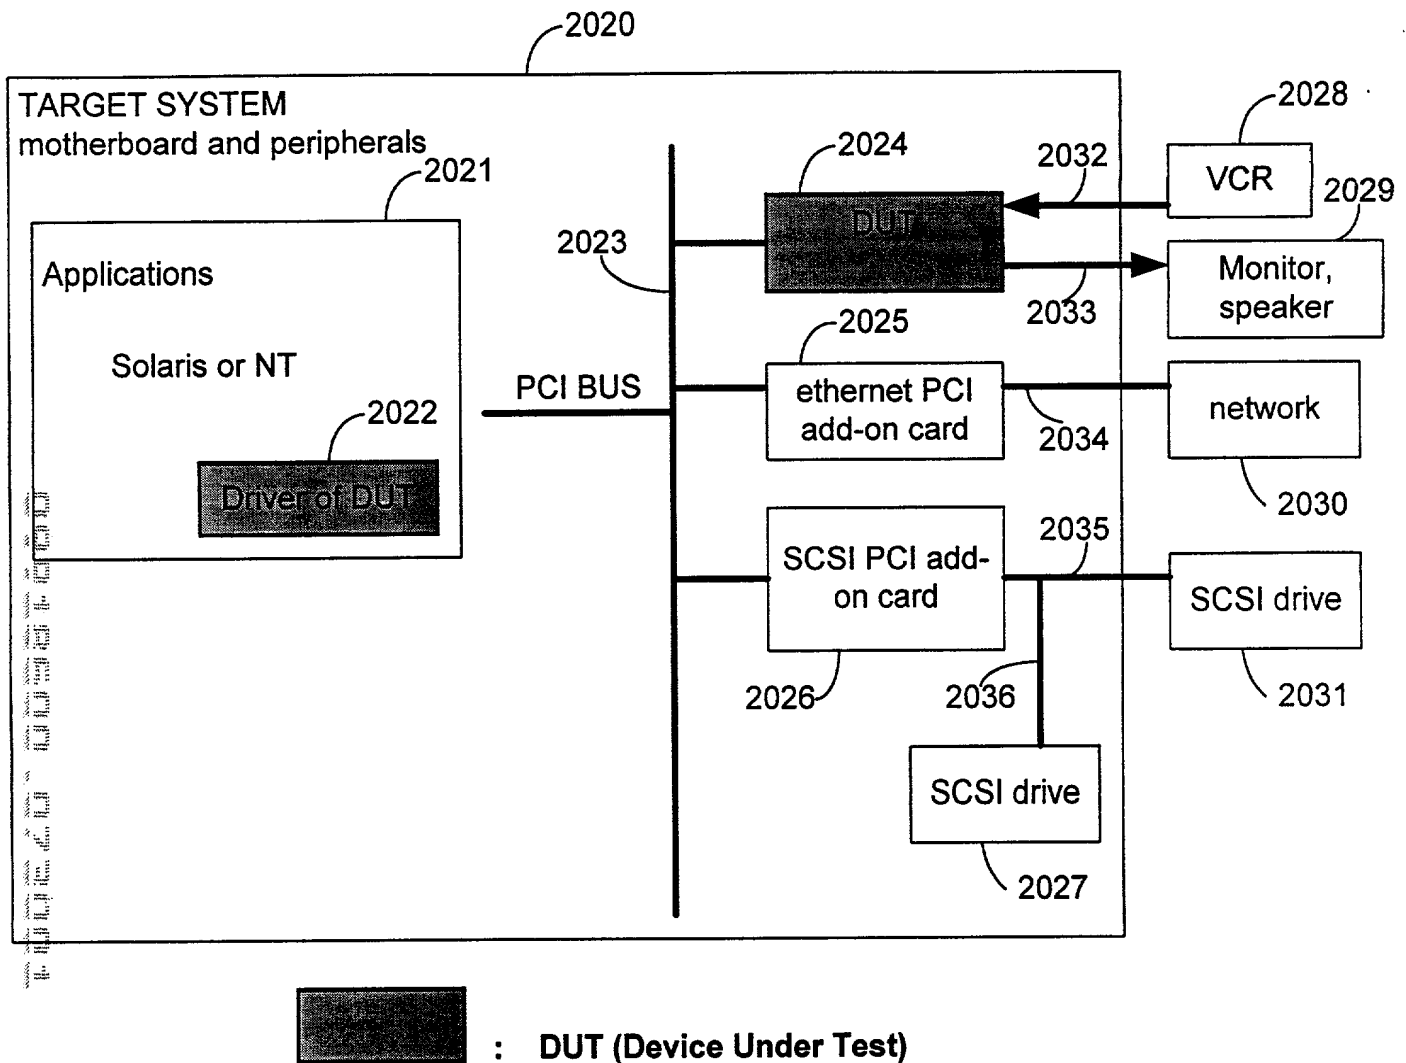 2020
TARGET SYSTEM
motherboard and peripherals
2021
Applications
Solaris or NT
2022
Driver of DUT
PCI BUS
2023
2024
DUT
2032
2028
VCR
2029
Monitor,
speaker
2033
2025
ethernet PCI
add-on card
2034
network
2030
SCSI PCI add-
on card
2035
SCSI drive
2031
2026
2036
SCSI drive
2027
: DUT (Device Under Test)